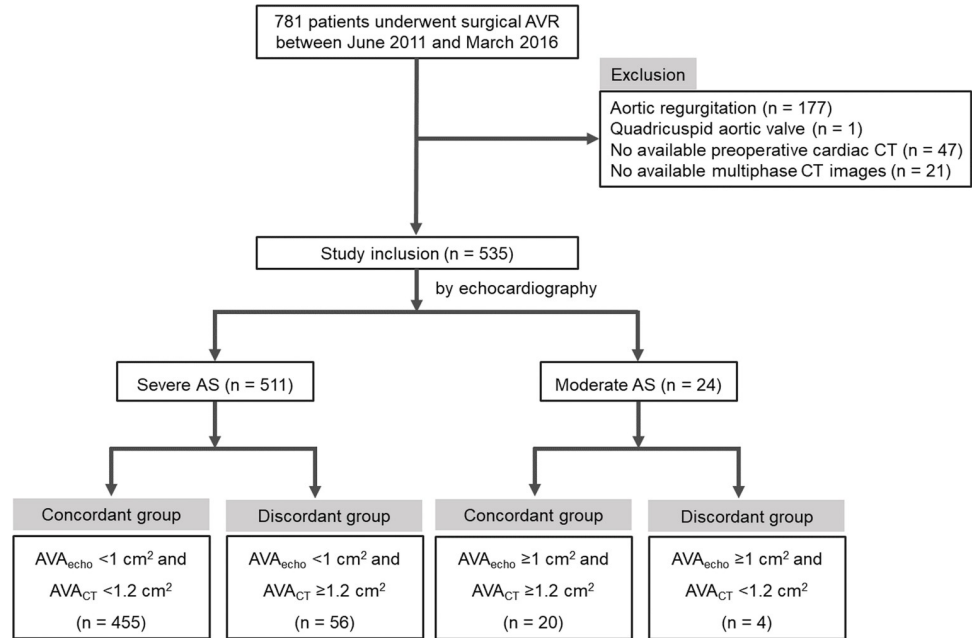 781 patients underwent surgical AVR
between June 2011 and March 2016
Exclusion
Aortic regurgitation (n = 177)
Quadricuspid aortic valve (n = 1)
No available preoperative cardiac CT (n = 47)
No available multiphase CT images (n = 21)
Study inclusion (n = 535)
by echocardiography
Severe AS (n = 511)
Moderate AS (n = 24)
Concordant group
AVAecho <1 cm² and
AVACT <1.2 cm²
(n = 455)
Discordant group
AVAecho <1 cm² and
AVACT ≥1.2 cm²
(n = 56)
Concordant group
AVAecho ≥1 cm² and
AVACT ≥1.2 cm²
(n = 20)
Discordant group
AVAecho ≥1 cm² and
AVACT <1.2 cm²
(n = 4)